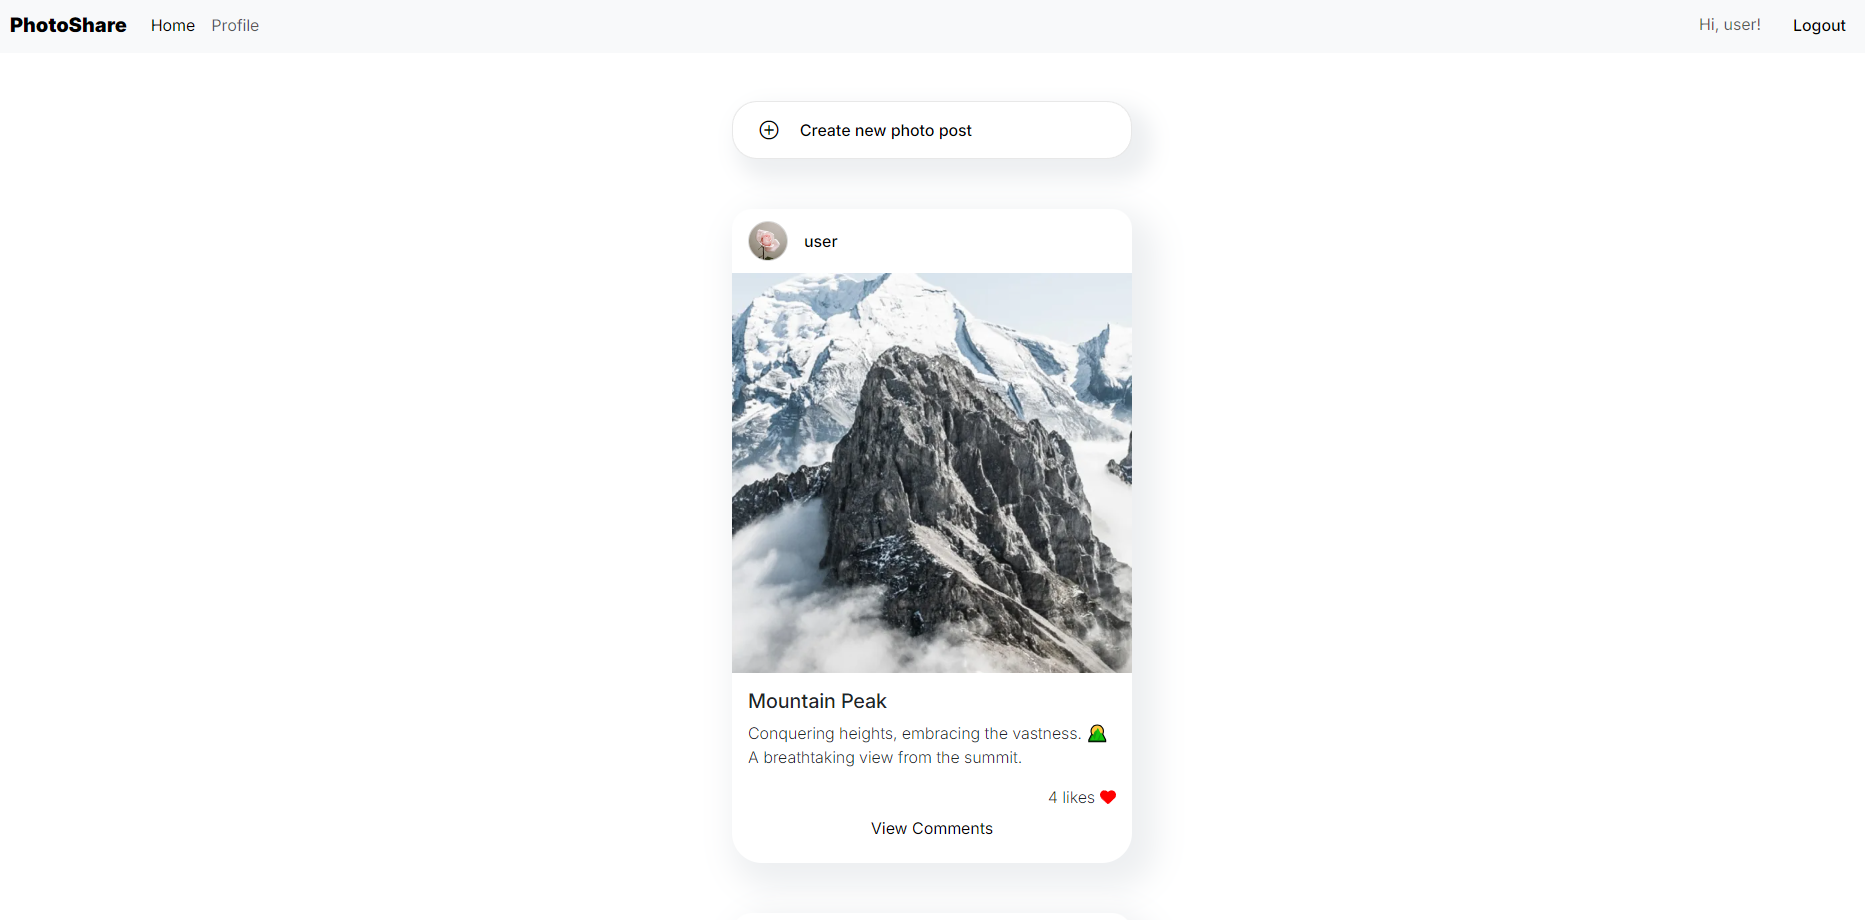 PhotoShare Home Profile Hi, user! Logout
Create new photo post
user
Mountain Peak
Conquering heights, embracing the vastness.
A breathtaking view from the summit.
4 likes
View Comments